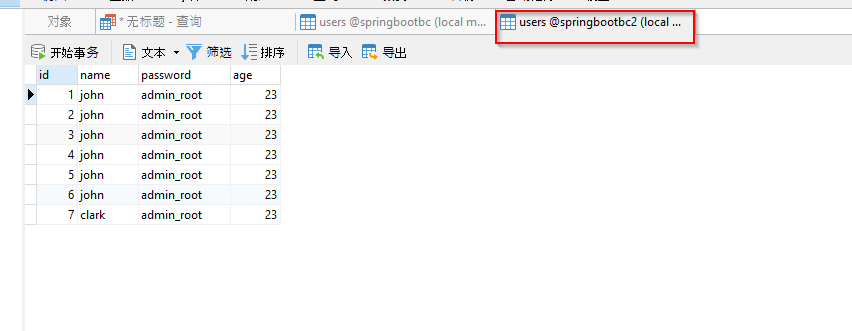 对象 * 无标题 - 查询 users @springbootbc (local m... users @springbootbc2 (local ...
开始事务 文本 筛选 排序 导入 导出
id name password age
1 john admin_root 23
2 john admin_root 23
3 john admin_root 23
4 john admin_root 23
5 john admin_root 23
6 john admin_root 23
7 clark admin_root 23